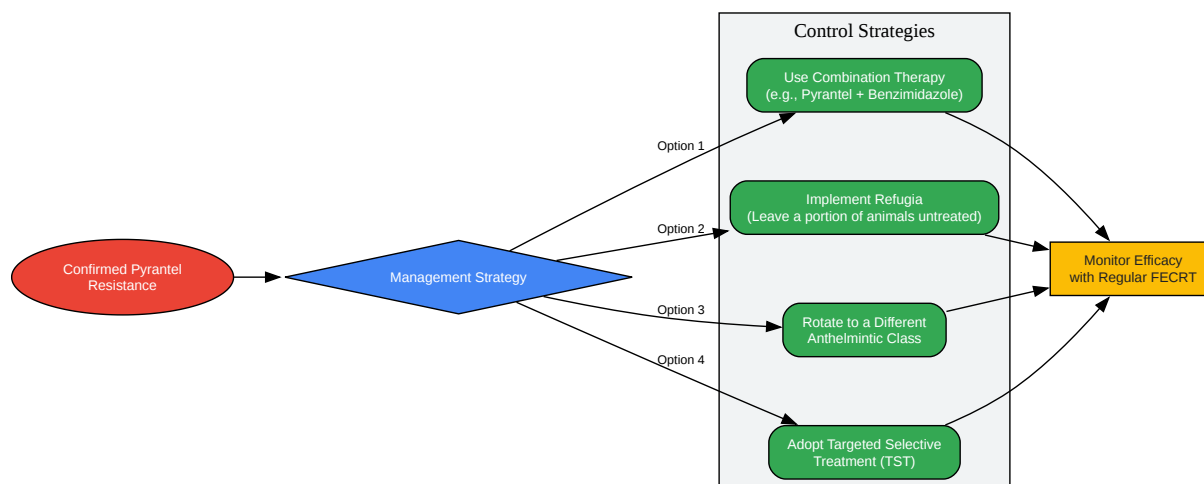 Control Strategies
Use Combination Therapy
(e.g., Pyrantel + Benzimidazole)
Option 1
Implement Refugia
(Leave a portion of animals untreated)
Option 2
Confirmed Pyrantel
Resistance
Management Strategy
Monitor Efficacy
with Regular FECRT
Option 3
Rotate to a Different
Anthelmintic Class
Option 4
Adopt Targeted Selective
Treatment (TST)